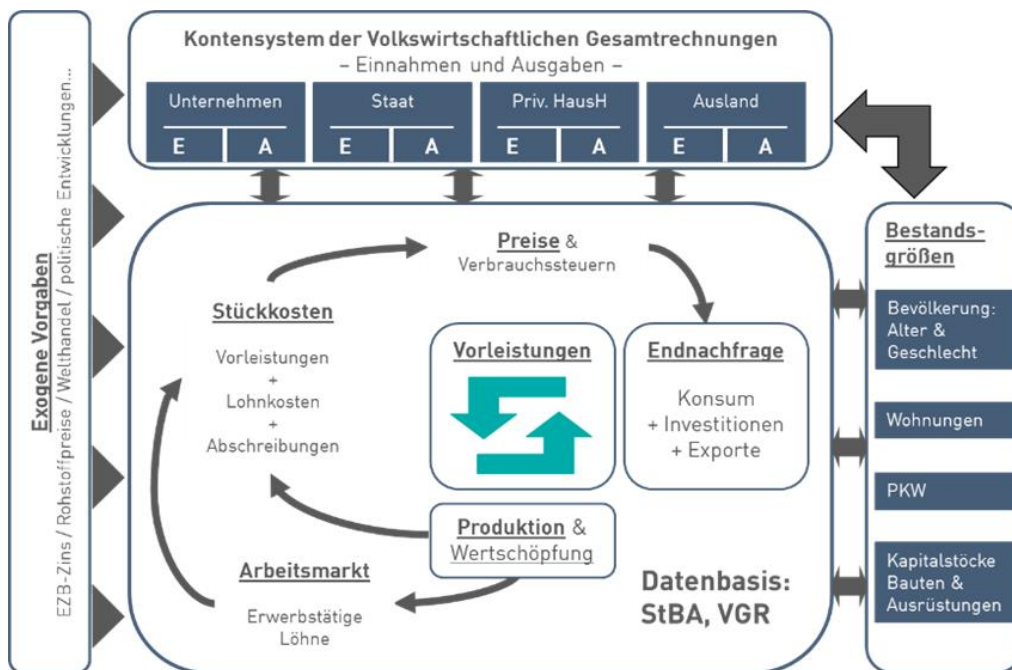 Kontensystem der Volkswirtschaftlichen Gesamtrechnungen
– Einnahmen und Ausgaben –
Unternehmen
E A
Staat
E A
Priv. HausH
E A
Ausland
E A
Exogene Vorgaben
EZB-Zins / Rohstoffpreise / Welthandel / politische Entwicklungen...
Preise &
Verbrauchssteuern
Stückkosten
Vorleistungen
+
Lohnkosten
+
Abschreibungen
Vorleistungen
Endnachfrage
Konsum
+ Investitionen
+ Exporte
Produktion &
Wertschöpfung
Arbeitsmarkt
Erwerbstätige
Löhne
Datenbasis:
StBA, VGR
Bestands-
größen
Bevölkerung:
Alter &
Geschlecht
Wohnungen
PKW
Kapitalstöcke
Bauten &
Ausrüstungen